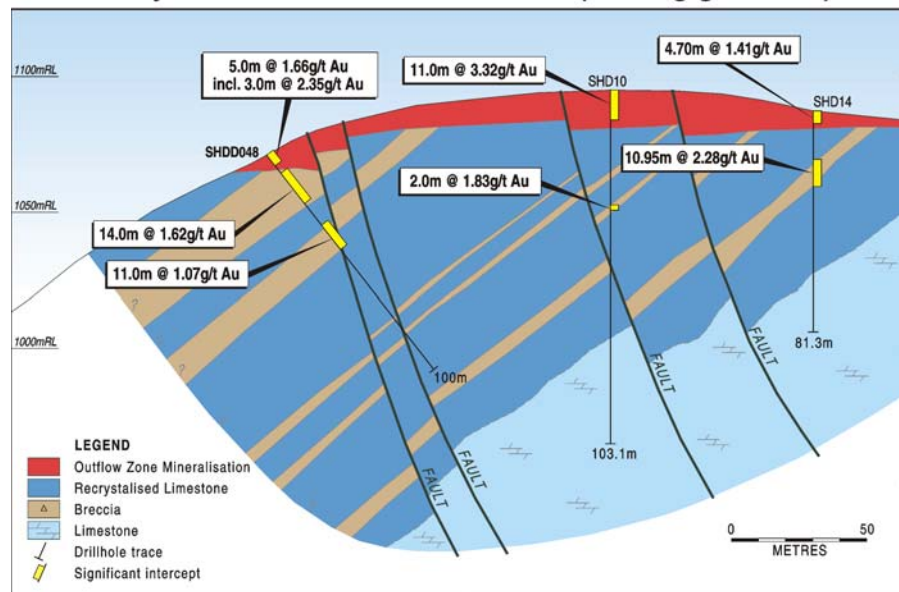 1100mRL
1050mRL
1000mRL
5.0m @ 1.66g/t Au
incl. 3.0m @ 2.35g/t Au
SHDD048
14.0m @ 1.62g/t Au
11.0m @ 1.07g/t Au
100m
11.0m @ 3.32g/t Au
SHD10
2.0m @ 1.83g/t Au
103.1m
4.70m @ 1.41g/t Au
SHD14
10.95m @ 2.28g/t Au
81.3m
?
?
FAULT
FAULT
FAULT
FAULT
LEGEND
Outflow Zone Mineralisation
Recrystalised Limestone
Breccia
Limestone
Drillhole trace
Significant intercept
0 50
METRES